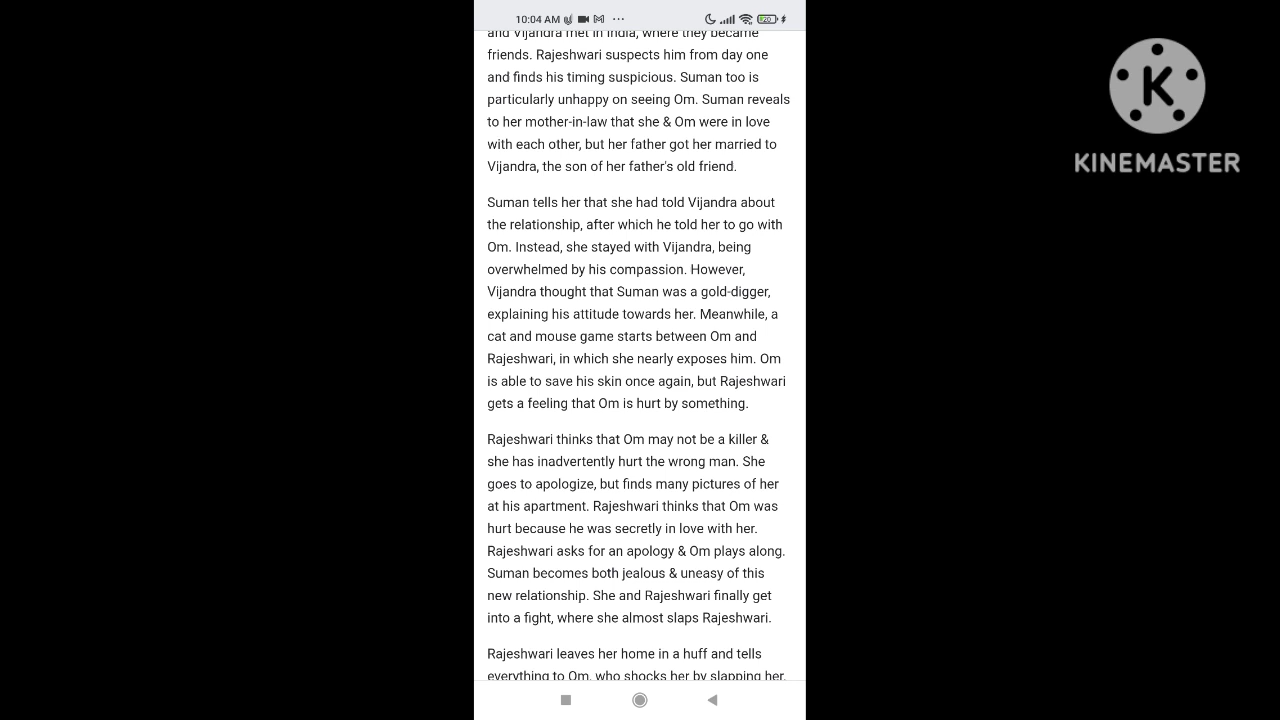 10:04 AM
20
and Vijandra met in India, where they became
friends. Rajeshwari suspects him from day one
and finds his timing suspicious. Suman too is
particularly unhappy on seeing Om. Suman reveals
to her mother-in-law that she & Om were in love
with each other, but her father got her married to
Vijandra, the son of her father's old friend.
Suman tells her that she had told Vijandra about
the relationship, after which he told her to go with
Om. Instead, she stayed with Vijandra, being
overwhelmed by his compassion. However,
Vijandra thought that Suman was a gold-digger,
explaining his attitude towards her. Meanwhile, a
cat and mouse game starts between Om and
Rajeshwari, in which she nearly exposes him. Om
is able to save his skin once again, but Rajeshwari
gets a feeling that Om is hurt by something.
Rajeshwari thinks that Om may not be a killer &
she has inadvertently hurt the wrong man. She
goes to apologize, but finds many pictures of her
at his apartment. Rajeshwari thinks that Om was
hurt because he was secretly in love with her.
Rajeshwari asks for an apology & Om plays along.
Suman becomes both jealous & uneasy of this
new relationship. She and Rajeshwari finally get
into a fight, where she almost slaps Rajeshwari.
Rajeshwari leaves her home in a huff and tells
everything to Om, who shocks her by slapping her.
K
KINEMASTER